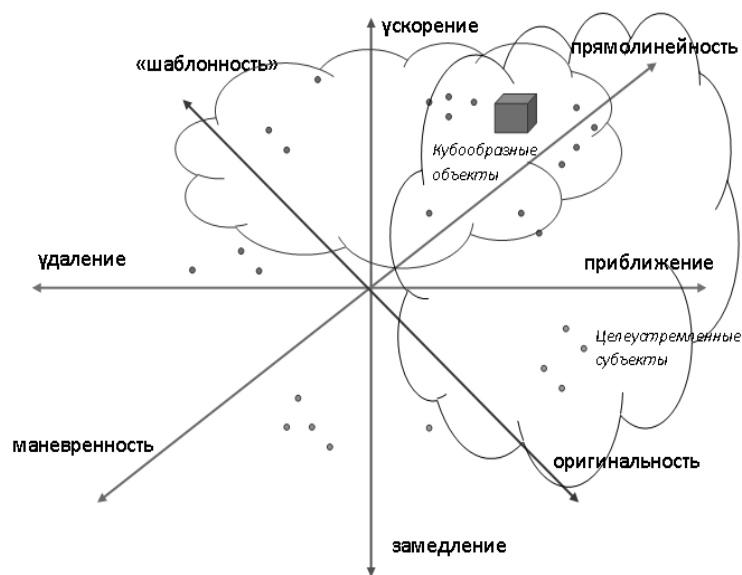 ускорение
прямолинейность
«шаблонность»
Кубообразные
объекты
удаление
приближение
Целеустремленные
субъекты
маневренность
оригинальность
замедление